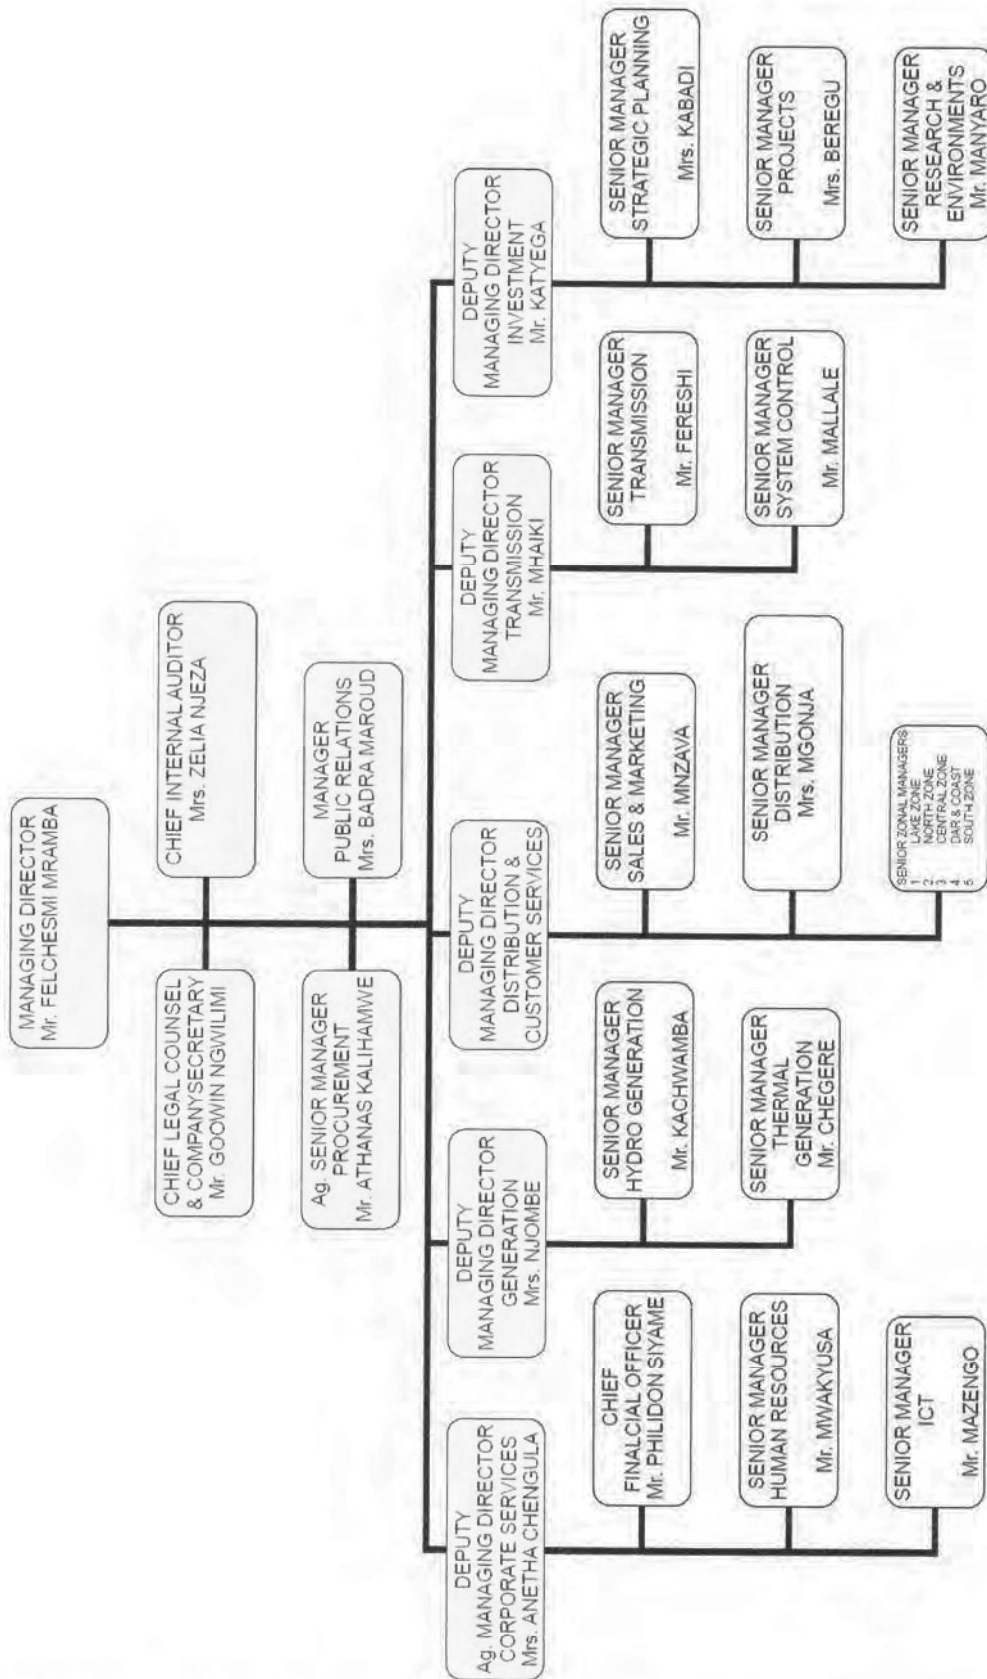 MANAGING DIRECTOR
Mr. FELCHESMI MRAMBA
CHIEF LEGAL COUNSEL
& COMPANYSECRETARY
Mr. GOOWIN NGWILIMI
CHIEF INTERNAL AUDITOR
Mrs. ZELIA NJEZA
Ag. SENIOR MANAGER
PROCUREMENT
Mr. ATHANAS KALIHAMWE
MANAGER
PUBLIC RELATIONS
Mrs. BADRA MAROUD
DEPUTY
Ag. MANAGING DIRECTOR
CORPORATE SERVICES
Mrs. ANETHA CHENGULA
DEPUTY
MANAGING DIRECTOR
GENERATION
Mrs. NJOMBE
DEPUTY
MANAGING DIRECTOR
DISTRIBUTION &
CUSTOMER SERVICES
DEPUTY
MANAGING DIRECTOR
TRANSMISSION
Mr. MHAIKI
DEPUTY
MANAGING DIRECTOR
INVESTMENT
Mr. KATYEGA
CHIEF
FINALCIAL OFFICER
Mr. PHILIDON SIYAME
SENIOR MANAGER
HUMAN RESOURCES
Mr. MWAKYUSA
SENIOR MANAGER
ICT
Mr. MAZENGO
SENIOR MANAGER
HYDRO GENERATION
Mr. KACHWAMBA
SENIOR MANAGER
THERMAL
GENERATION
Mr. CHEGERE
SENIOR MANAGER
SALES & MARKETING
Mr. MNZAVA
SENIOR MANAGER
DISTRIBUTION
Mrs. MGONJA
SENIOR ZONAL MANAGERS
1 LAKE ZONE
2 NORTH ZONE
3 CENTRAL ZONE
4 DAR & COAST
5 SOUTH ZONE
SENIOR MANAGER
TRANSMISSION
Mr. FERESHI
SENIOR MANAGER
SYSTEM CONTROL
Mr. MALLALE
SENIOR MANAGER
STRATEGIC PLANNING
Mrs. KABADI
SENIOR MANAGER
PROJECTS
Mrs. BEREGU
SENIOR MANAGER
RESEARCH &
ENVIRONMENTS
Mr. MANYARO